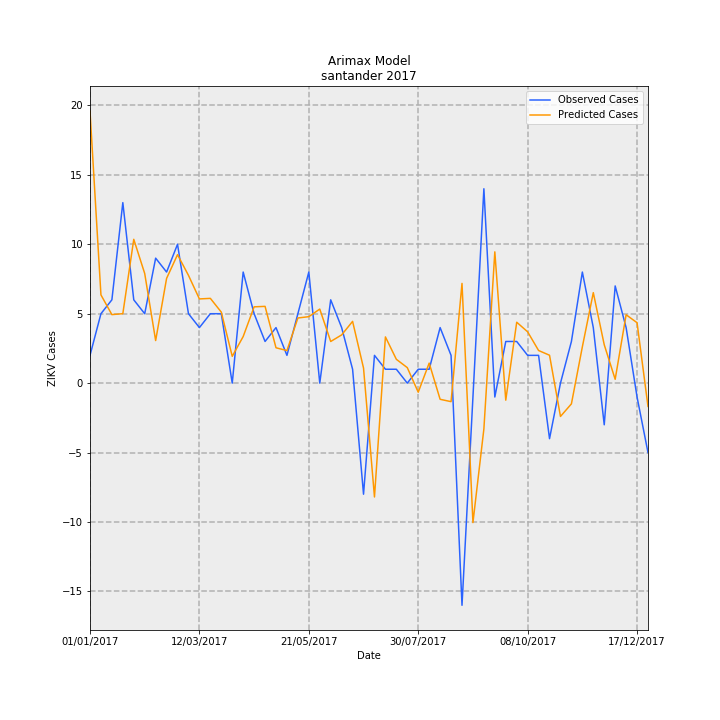 Arimax Model
santander 2017
Observed Cases
Predicted Cases
ZIKV Cases
20
15
10
5
0
−5
−10
−15
01/01/2017 12/03/2017 21/05/2017 30/07/2017 08/10/2017 17/12/2017
Date